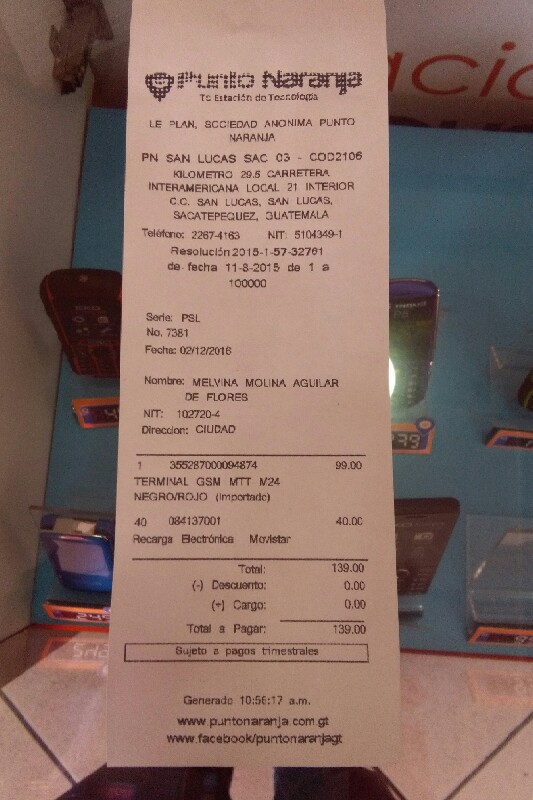 acio
Punto Naranja
TG Estación de Tecnología
LE PLAN, SOCIEDAD ANONIMA PUNTO
NARANJA
PN SAN LUCAS SAC 03 - COD2106
KILOMETRO 29.5 CARRETERA
INTERAMERICANA LOCAL 21 INTERIOR
C.C. SAN LUCAS, SAN LUCAS,
SACATEPEQUEZ, GUATEMALA
Teléfono: 2267-4163 NIT: 5104349-1
Resolución 2015-1-57-32761
de fecha 11-8-2015 de 1 a
100000
Serie: PSL
No. 7381
Fecha: 02/12/2016
Nombre: MELVINA MOLINA AGUILAR
DE FLORES
NIT: 102720-4
Direccion: CIUDAD
1 355287000094874 99.00
TERMINAL GSM MTT M24
NEGRO/ROJO (Importado)
40 084137001 40.00
Recarga Electrónica Movistar
Total: 139.00
(-) Descuento: 0.00
(+) Cargo: 0.00
Total a Pagar: 139.00
Sujeto a pagos trimestrales
Generado 10:56:17 a.m.
www.puntonaranja.com.gt
www.facebook/puntonaranjagt